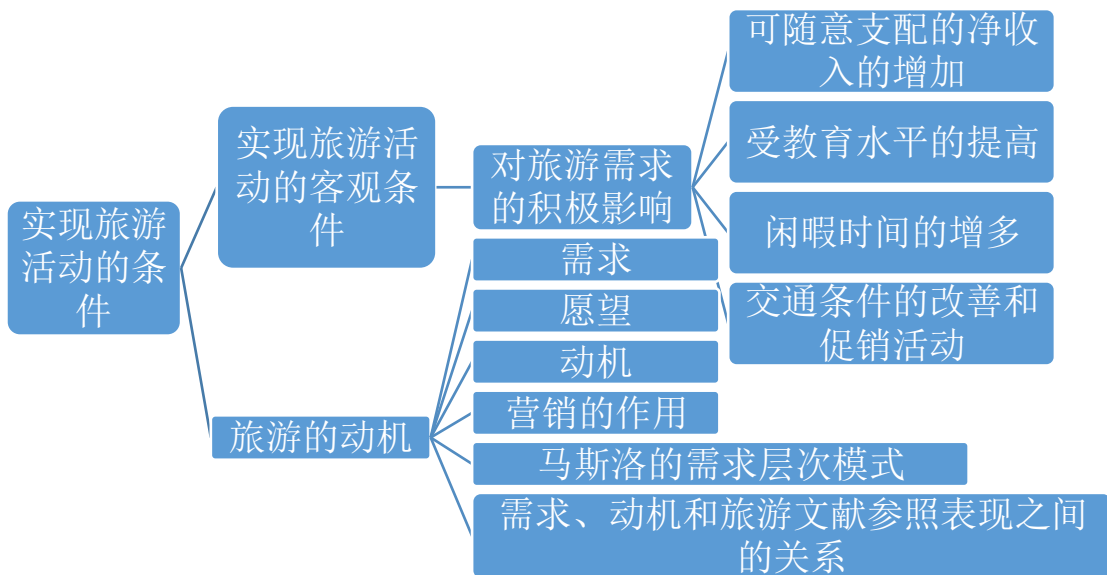 实现旅游
活动的条
件
实现旅游活
动的客观条
件
对旅游需求
的积极影响
可随意支配的净收
入的增加
受教育水平的提高
闲暇时间的增多
交通条件的改善和
促销活动
旅游的动机
需求
愿望
动机
营销的作用
马斯洛的需求层次模式
需求、动机和旅游文献参照表现之间
的关系